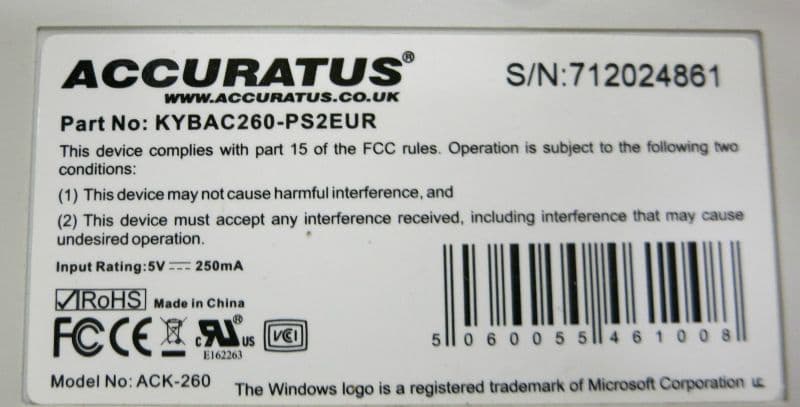 ACCURATUS®
S/N:712024861
WWW.ACCURATUS.CO.UK
Part No: KYBAC260-PS2EUR
This device complies with part 15 of the FCC rules. Operation is subject to the following two
conditions:
(1) This device may not cause harmful interference, and
(2) This device must accept any interference received, including interference that may cause
undesired operation.
Input Rating:5V 250mA
RoHS Made in China
FC CE c RU® US VCI
E162263
5 060055 461008
Model No: ACK-260
The Windows logo is a registered trademark of Microsoft Corporation